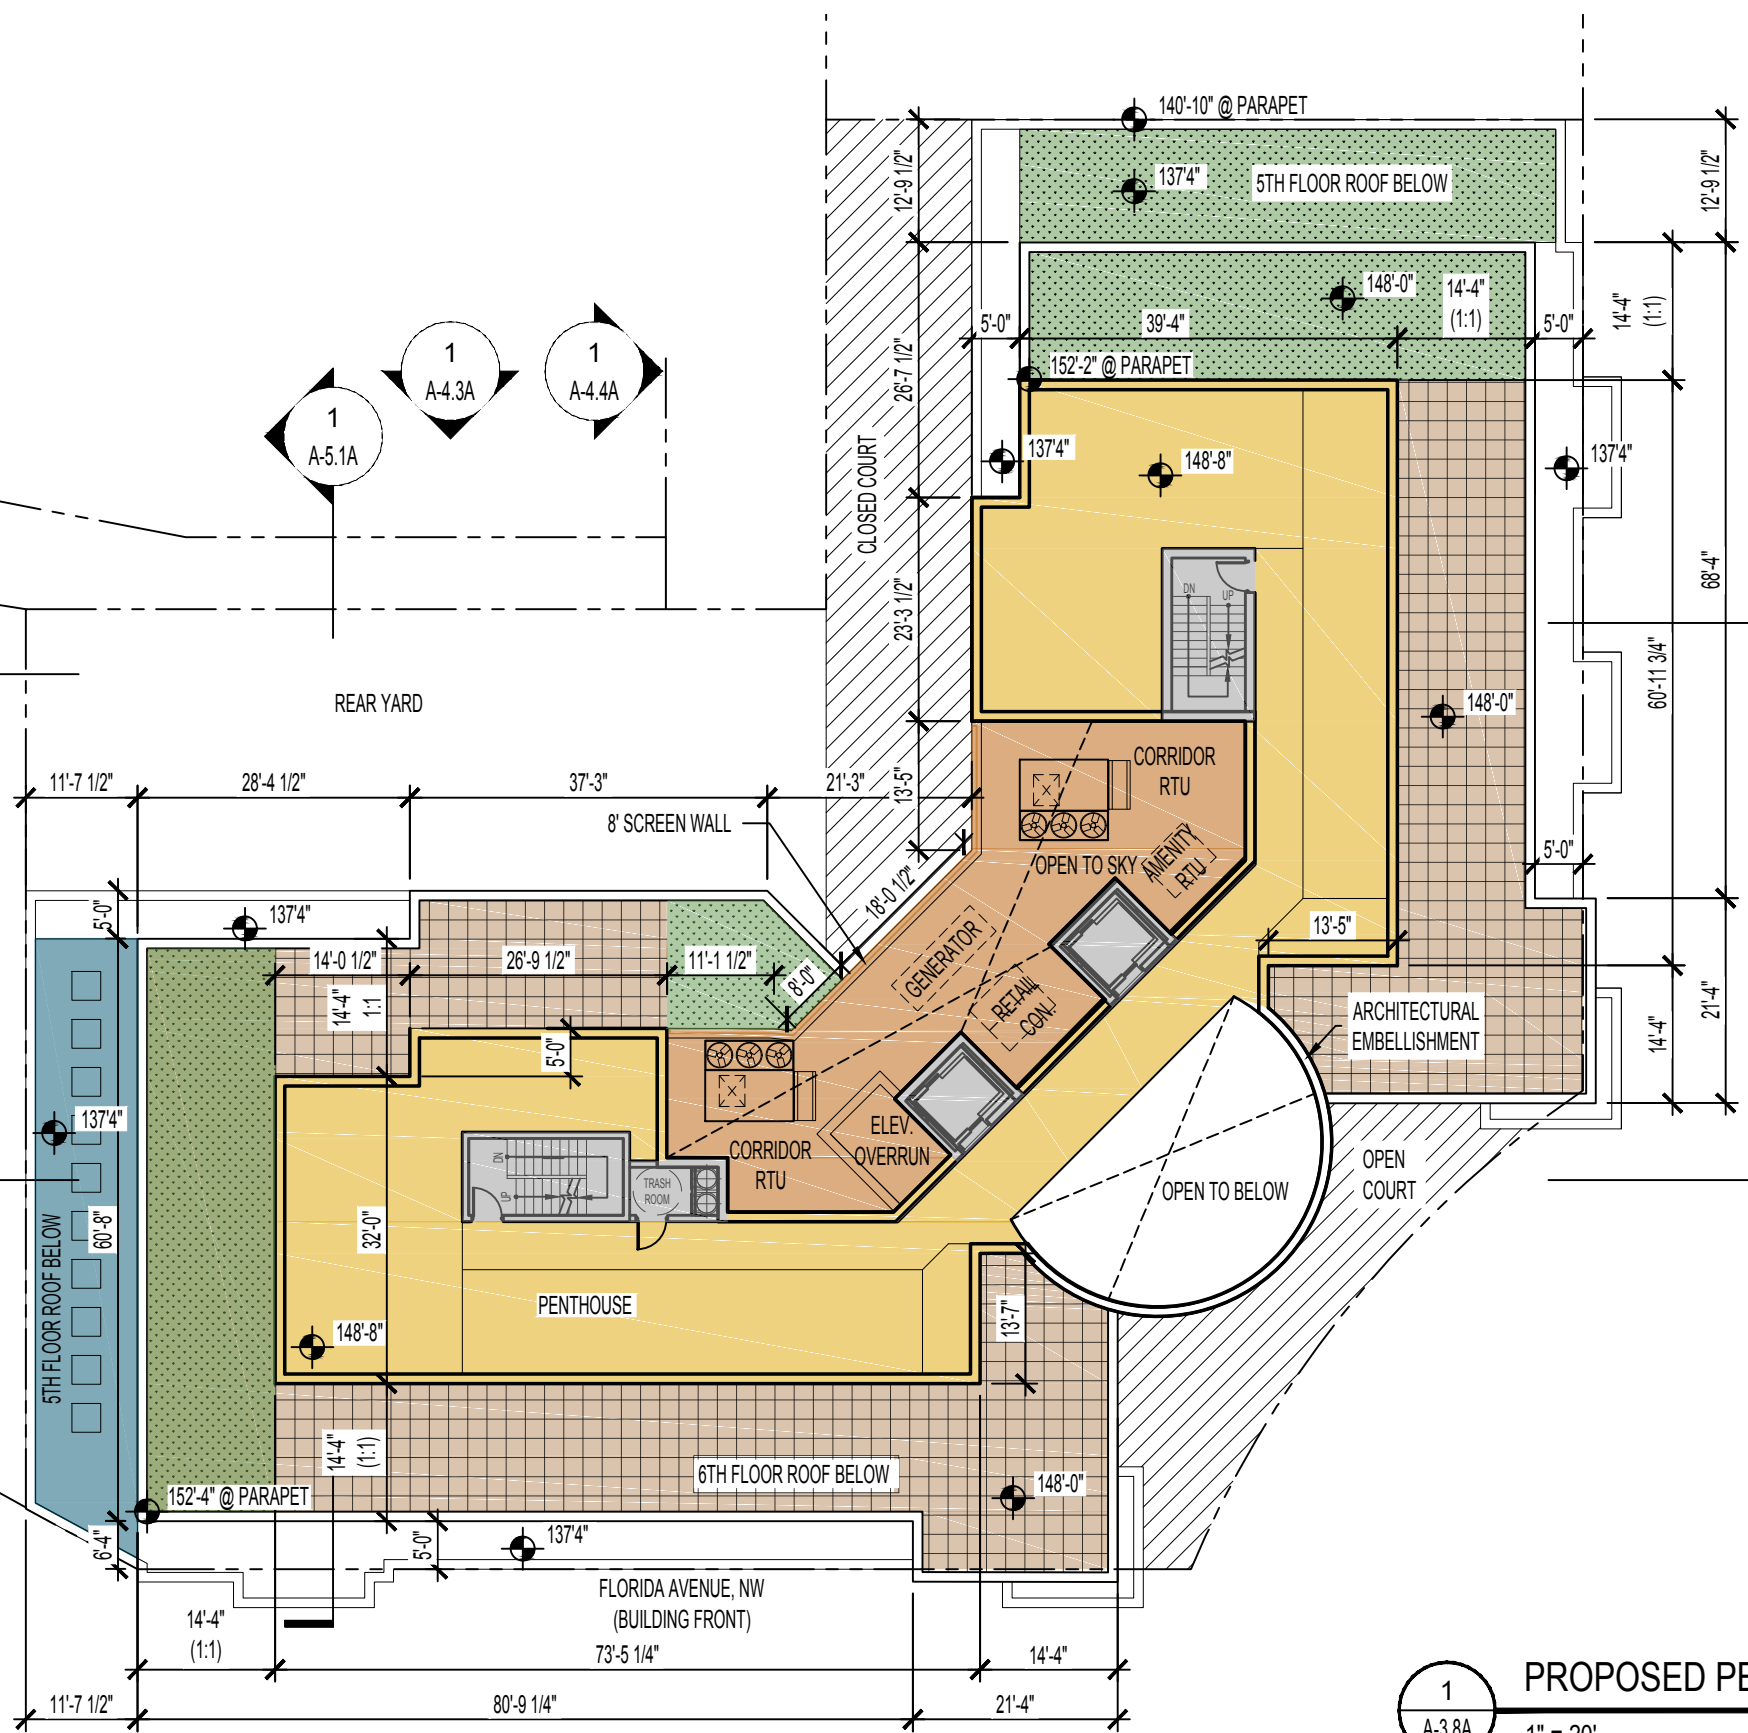 140'-10" @ PARAPET
12'-9 1/2"
137'4"
5TH FLOOR ROOF BELOW
12'-9 1/2"
148'-0"
14'-4"
(1:1)
14'-4"
(1:1)
5'-0"
39'-4"
5'-0"
1
A-5.1A
1
A-4.3A
1
A-4.4A
26'-7 1/2"
152'-2" @ PARAPET
CLOSED COURT
137'4"
148'-8"
137'4"
DN
UP
23'-3 1/2"
68'-4"
60'-11 3/4"
REAR YARD
148'-0"
11'-7 1/2"
28'-4 1/2"
37'-3"
21'-3"
13'-5"
CORRIDOR
RTU
8' SCREEN WALL
OPEN TO SKY
AMENITY
RTU
5'-0"
18'-0 1/2"
5'-0"
137'4"
13'-5"
14'-0 1/2"
26'-9 1/2"
11'-1 1/2"
8'-0"
GENERATOR
RETAIL
CON.
14'-4"
1:1
ARCHITECTURAL
EMBELLISHMENT
21'-4"
14'-4"
5'-0"
137'4"
CORRIDOR
RTU
ELEV.
OVERRUN
OPEN
COURT
OPEN TO BELOW
DN
UP
TRASH
ROOM
60'-8"
32'-0"
5TH FLOOR ROOF BELOW
PENTHOUSE
13'-7"
148'-8"
14'-4"
(1:1)
6TH FLOOR ROOF BELOW
148'-0"
152'-4" @ PARAPET
6'-4"
5'-0"
137'4"
FLORIDA AVENUE, NW
(BUILDING FRONT)
14'-4"
(1:1)
73'-5 1/4"
14'-4"
11'-7 1/2"
80'-9 1/4"
21'-4"
1
A-3.8A
PROPOSED PE
1" = 20'